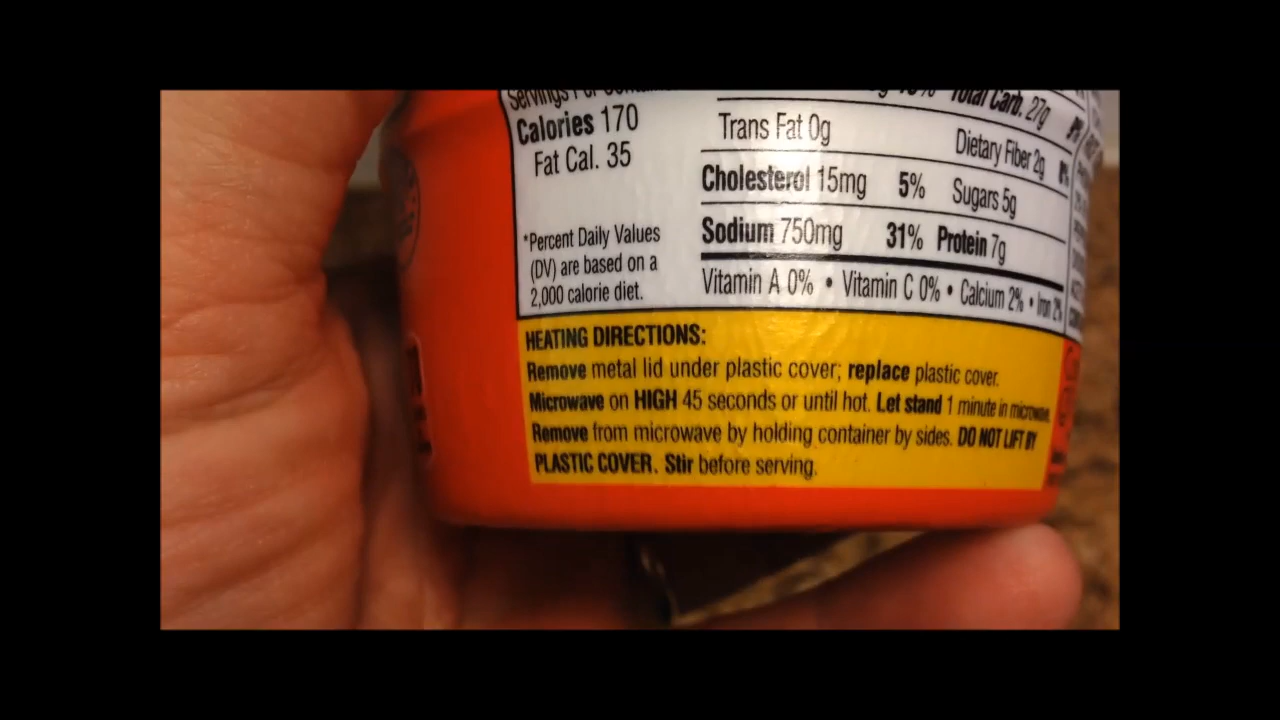 Servings Per
Calories 170
Fat Cal. 35
*Percent Daily Values
(DV) are based on a
2,000 calorie diet.
Total Carb. 27g
Trans Fat 0g
Dietary Fiber 2g
Cholesterol 15mg 5% Sugars 5g
Sodium 750mg 31% Protein 7g
Vitamin A 0% • Vitamin C 0% • Calcium 2% • Iron 2%
HEATING DIRECTIONS:
Remove metal lid under plastic cover; replace plastic cover.
Microwave on HIGH 45 seconds or until hot. Let stand 1 minute in microwave.
Remove from microwave by holding container by sides. DO NOT LIFT BY
PLASTIC COVER. Stir before serving.